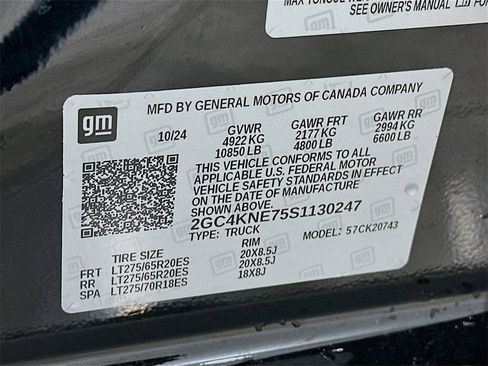 MAX TONGUE
SEE OWNER'S MANUAL
gm
MFD BY GENERAL MOTORS OF CANADA COMPANY
10/24 GVWR GAWR FRT GAWR RR
4922 KG 2177 KG 2994 KG
10850 LB 4800 LB 6600 LB
THIS VEHICLE CONFORMS TO ALL
APPLICABLE U.S. FEDERAL MOTOR
VEHICLE SAFETY STANDARDS IN EFFECT
ON THE DATE OF MANUFACTURE
SHOWN ABOVE.
2GC4KNE75S1130247
TYPE: TRUCK MODEL: 57CK20743
TIRE SIZE RIM
FRT LT275/65R20ES 20X8.5J
RR LT275/65R20ES 20X8.5J
SPA LT275/70R18ES 18X8J